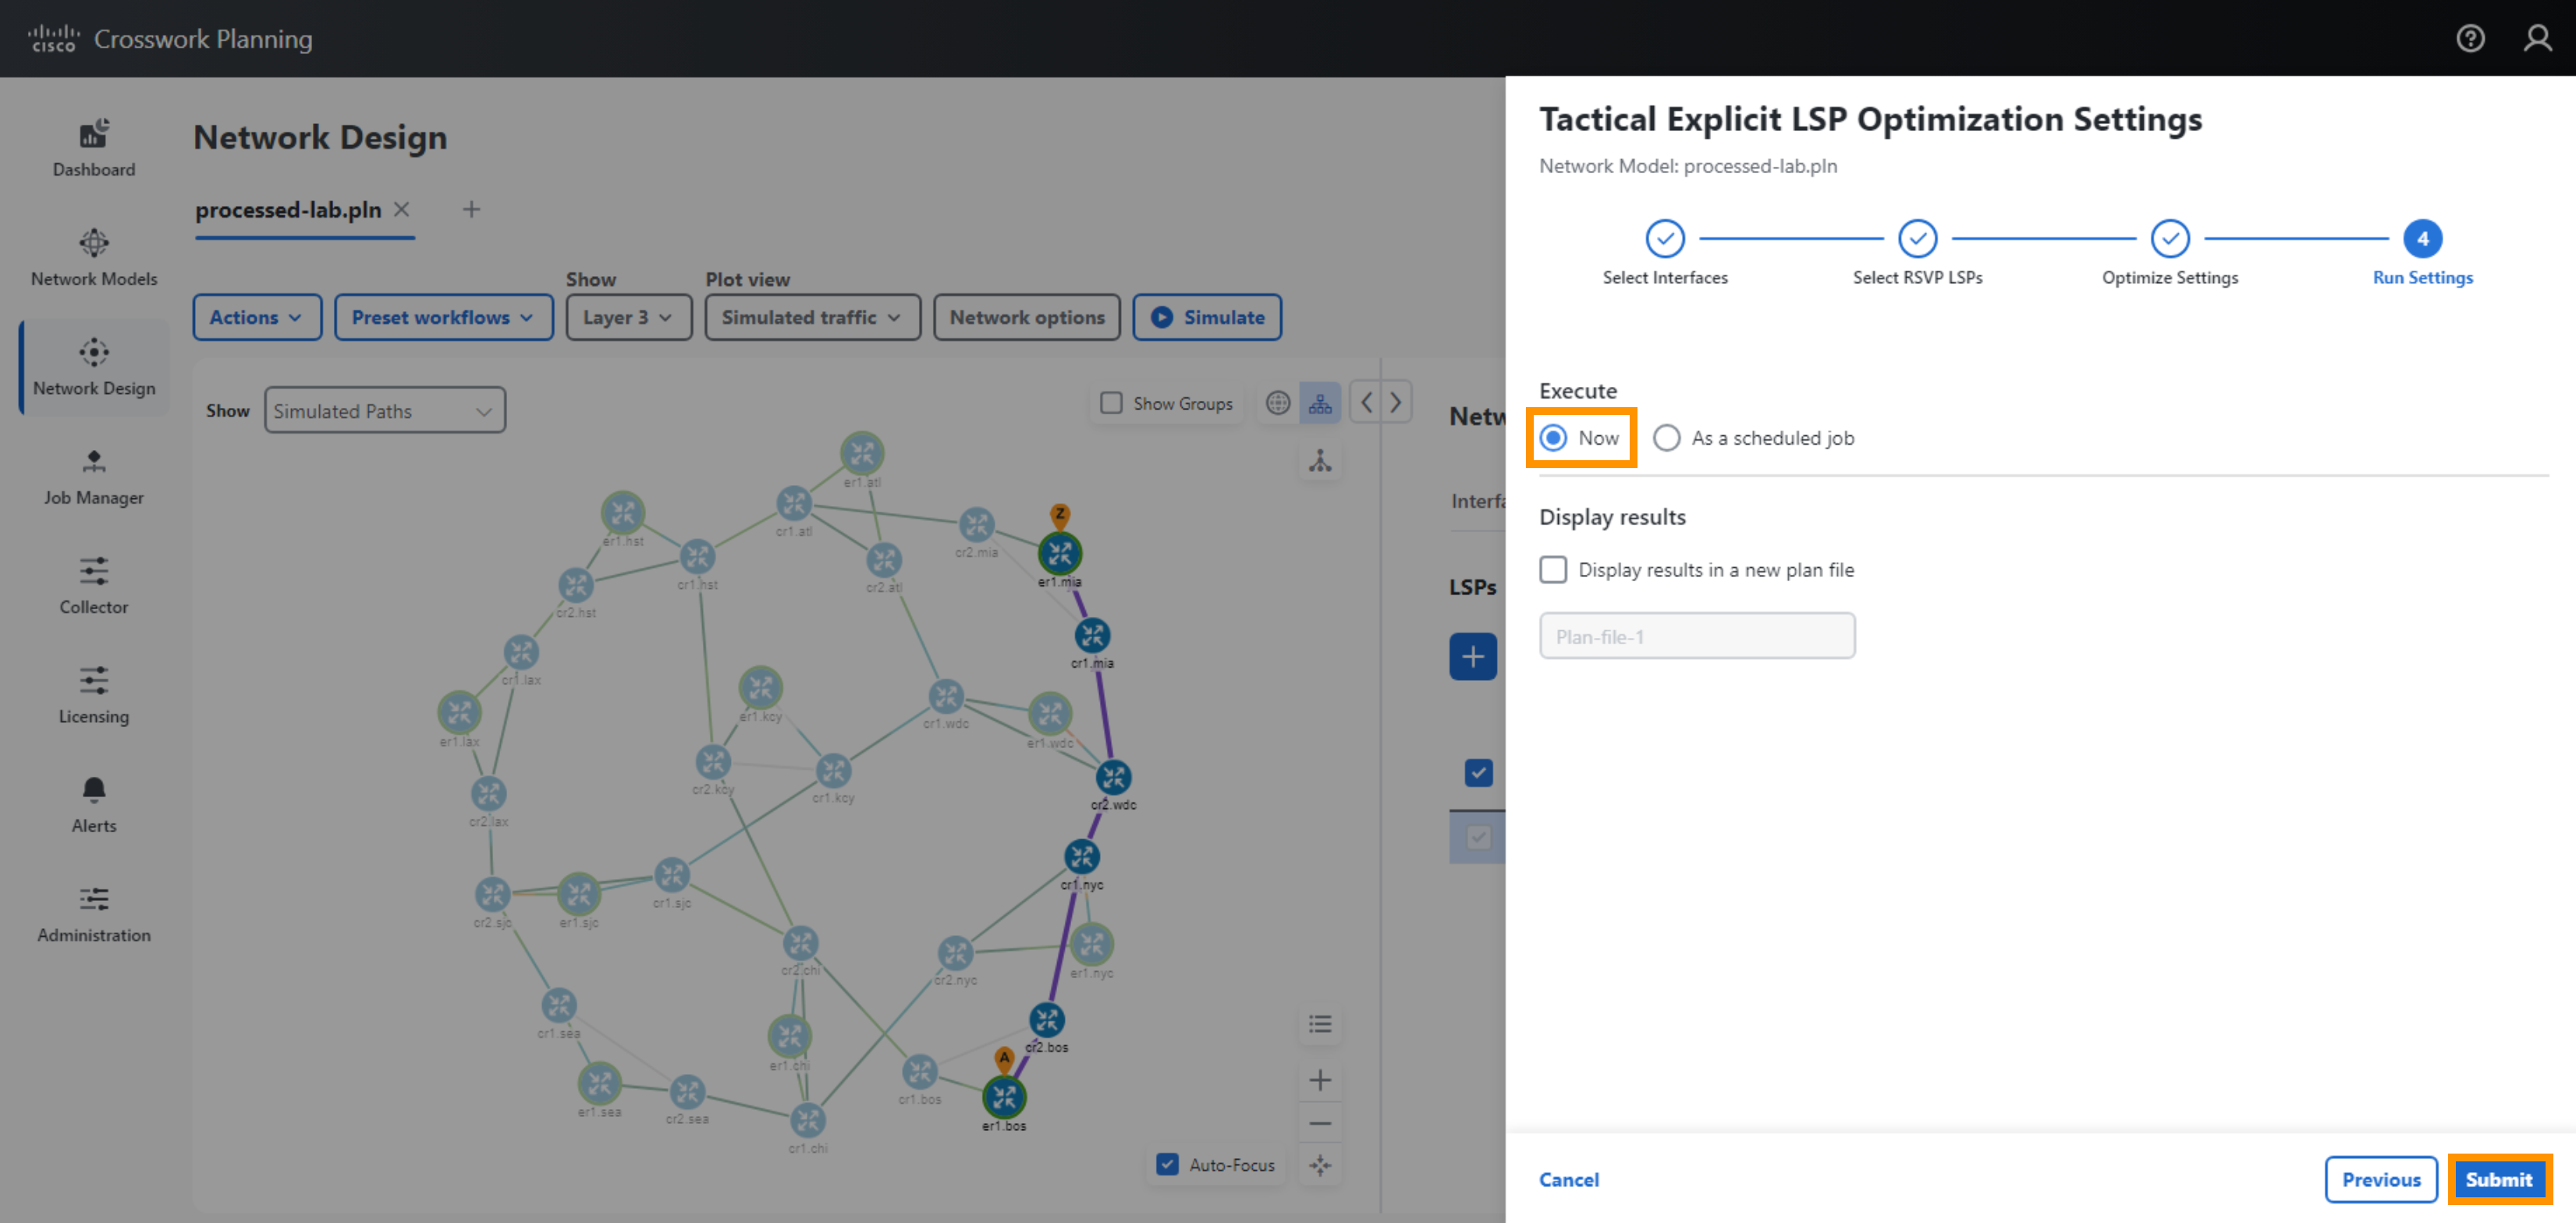 cisco Crosswork Planning
Dashboard
Network Models
Network Design
Job Manager
Collector
Licensing
Alerts
Administration
Network Design
processed-lab.pln
Show
Plot view
Actions
Preset workflows
Layer 3
Simulated traffic
Network options
Simulate
Show
Simulated Paths
Show Groups
er1.atl
er1.hst
cr1.atl
Z
cr2.mia
er1.mia
cr1.hst
cr2.atl
cr2.hst
cr1.mia
cr1.lax
er1.kcy
cr1.wdc
er1.lax
er1.wdc
cr2.kcy
cr1.kcy
cr2.wdc
cr2.lax
cr1.nyc
cr1.sjc
cr2.sjc
er1.sjc
cr2.chi
cr2.nyc
er1.nyc
cr1.sea
cr2.bos
A
er1.chi
cr1.bos
er1.sea
cr2.sea
er1.bos
cr1.chi
Auto-Focus
Netw
Interfa
LSPs
Tactical Explicit LSP Optimization Settings
Network Model: processed-lab.pln
4
Select Interfaces
Select RSVP LSPs
Optimize Settings
Run Settings
Execute
Now
As a scheduled job
Display results
Display results in a new plan file
Plan-file-1
Cancel
Previous
Submit